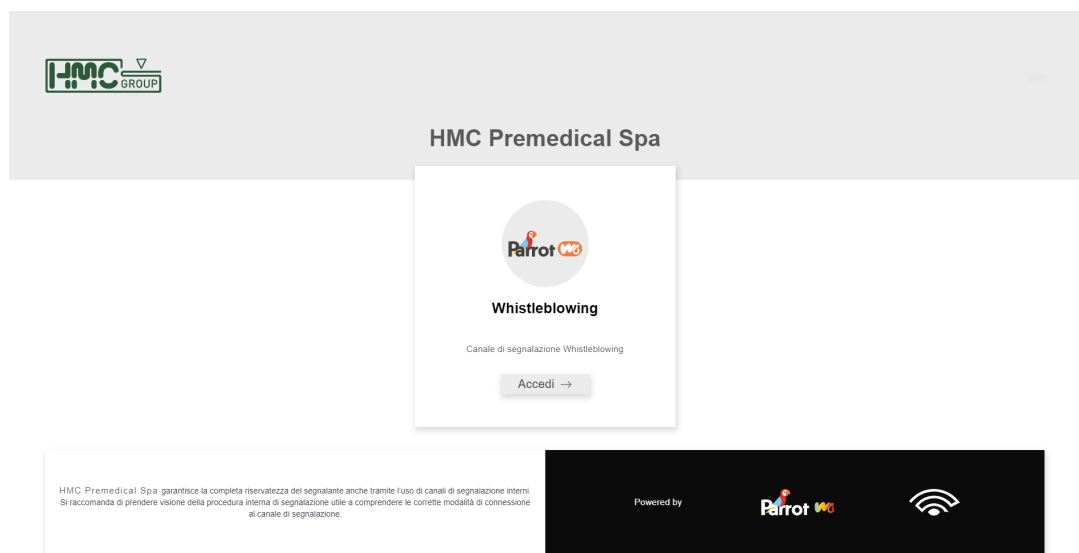 HMC GROUP
HMC Premedical Spa
Parrot WB
Whistleblowing
Canale di segnalazione Whistleblowing
Accedi →
HMC Premedical Spa garantisce la completa riservatezza del segnalante anche tramite l'uso di canali di segnalazione interni.
Si raccomanda di prendere visione della procedura interna di segnalazione utile a comprendere le corrette modalità di connessione
al canale di segnalazione.
Powered by
Parrot WB